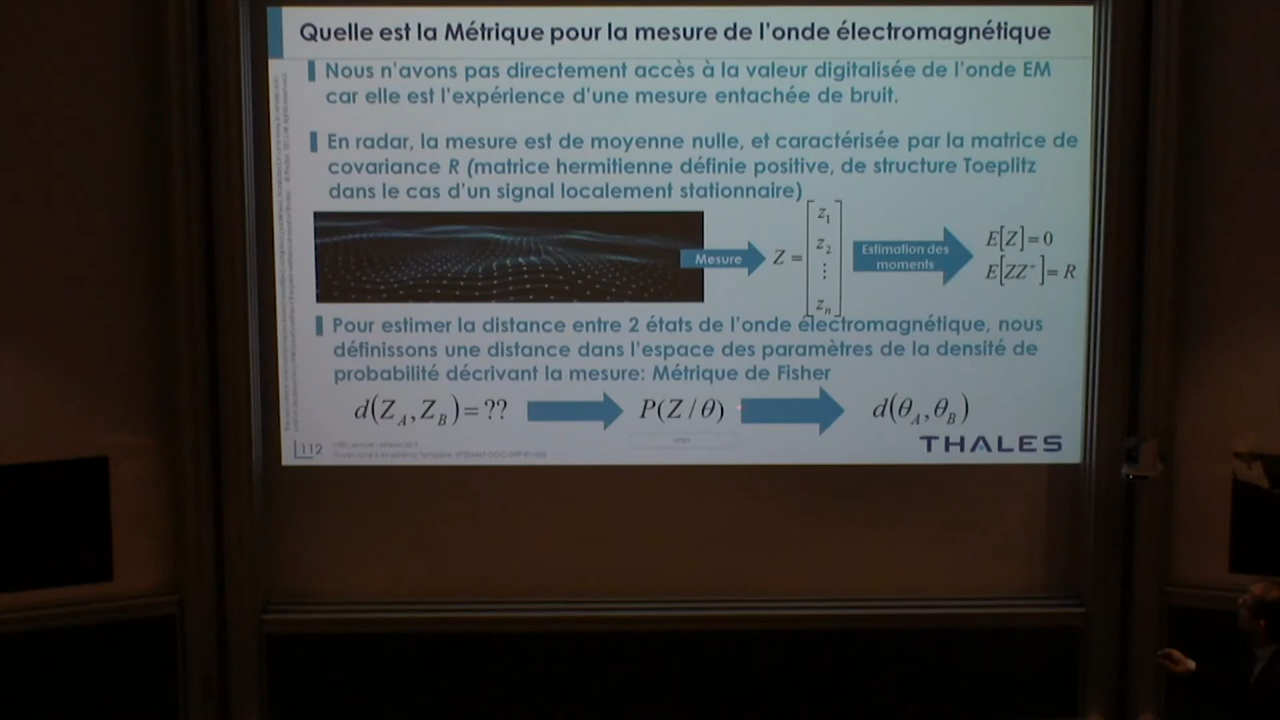 Quelle est la Métrique pour la mesure de l'onde électromagnétique
Nous n'avons pas directement accès à la valeur digitalisée de l'onde EM
car elle est l'expérience d'une mesure entachée de bruit.
En radar, la mesure est de moyenne nulle, et caractérisée par la matrice de
covariance R (matrice hermitienne définie positive, de structure Toeplitz
dans le cas d'un signal localement stationnaire)
Mesure
Z = [z₁ z₂ ⋮ zₙ]
Estimation des
moments
E[Z]=0
E[ZZ⁺]=R
Pour estimer la distance entre 2 états de l'onde électromagnétique, nous
définissons une distance dans l'espace des paramètres de la densité de
probabilité décrivant la mesure: Métrique de Fisher
d(Z_A,Z_B)=?? P(Z/θ) d(θ_A,θ_B)
112
THALES